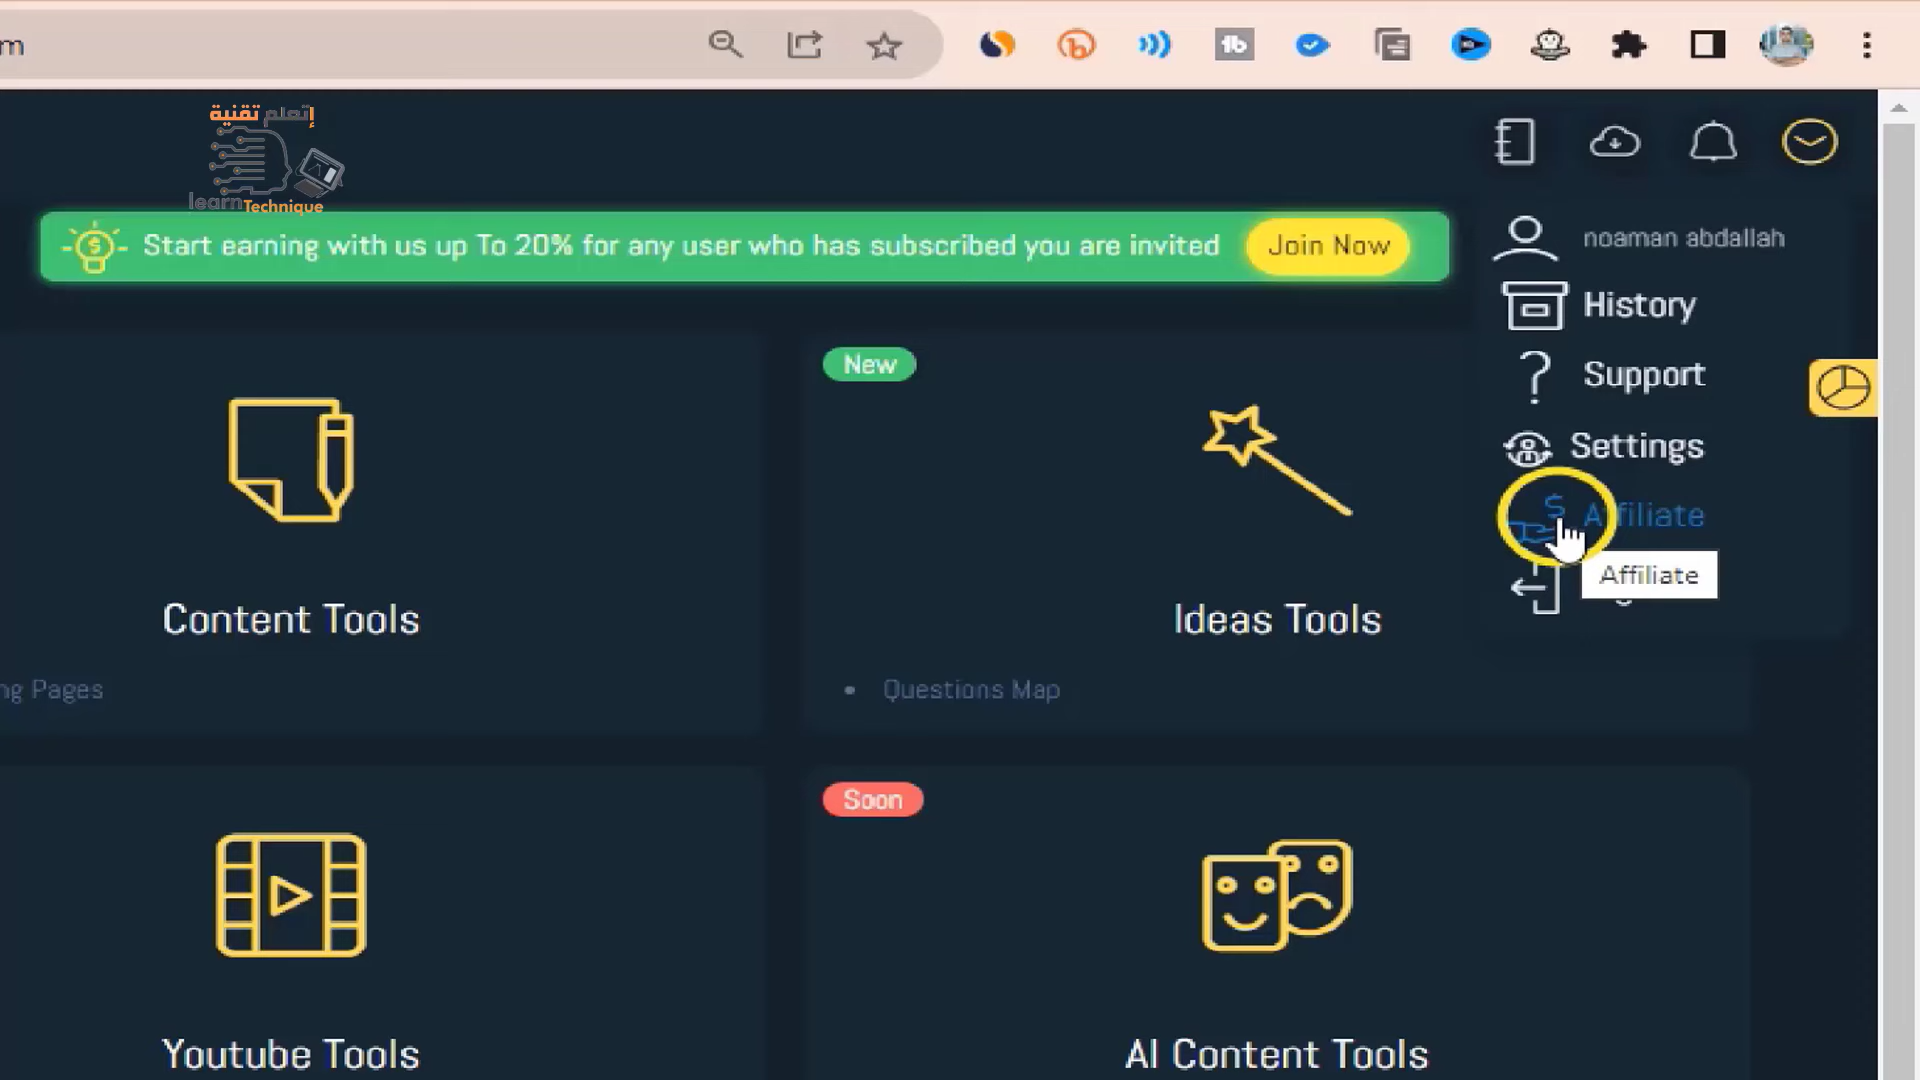 m
إتعلم تقنية
learnTechnique
Start earning with us up To 20% for any user who has subscribed you are invited
Join Now
noaman abdallah
History
Support
Settings
Affiliate
Affiliate
New
Content Tools
Ideas Tools
ng Pages
• Questions Map
Soon
Youtube Tools
AI Content Tools